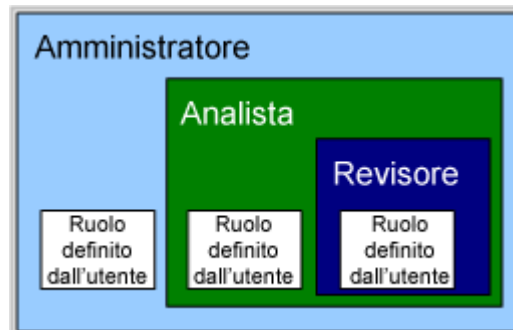 Amministratore
Analista
Revisore
Ruolo
definito
dall'utente
Ruolo
definito
dall'utente
Ruolo
definito
dall'utente